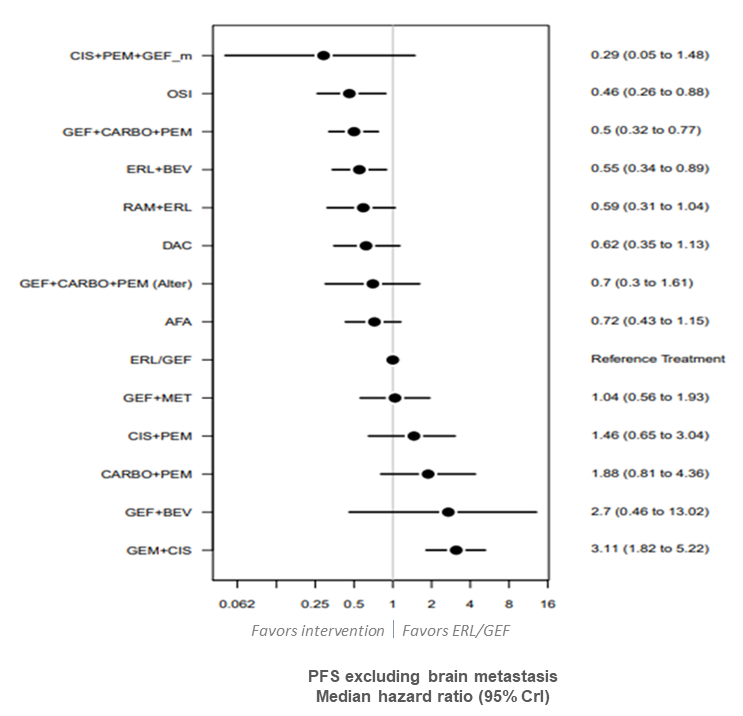 CIS+PEM+GEF_m 0.29 (0.05 to 1.48)
OSI 0.46 (0.26 to 0.88)
GEF+CARBO+PEM 0.5 (0.32 to 0.77)
ERL+BEV 0.55 (0.34 to 0.89)
RAM+ERL 0.59 (0.31 to 1.04)
DAC 0.62 (0.35 to 1.13)
GEF+CARBO+PEM (Alter) 0.7 (0.3 to 1.61)
AFA 0.72 (0.43 to 1.15)
ERL/GEF Reference Treatment
GEF+MET 1.04 (0.56 to 1.93)
CIS+PEM 1.46 (0.65 to 3.04)
CARBO+PEM 1.88 (0.81 to 4.36)
GEF+BEV 2.7 (0.46 to 13.02)
GEM+CIS 3.11 (1.82 to 5.22)
0.062 0.25 0.5 1 2 4 8 16
Favors intervention | Favors ERL/GEF
PFS excluding brain metastasis
Median hazard ratio (95% CrI)